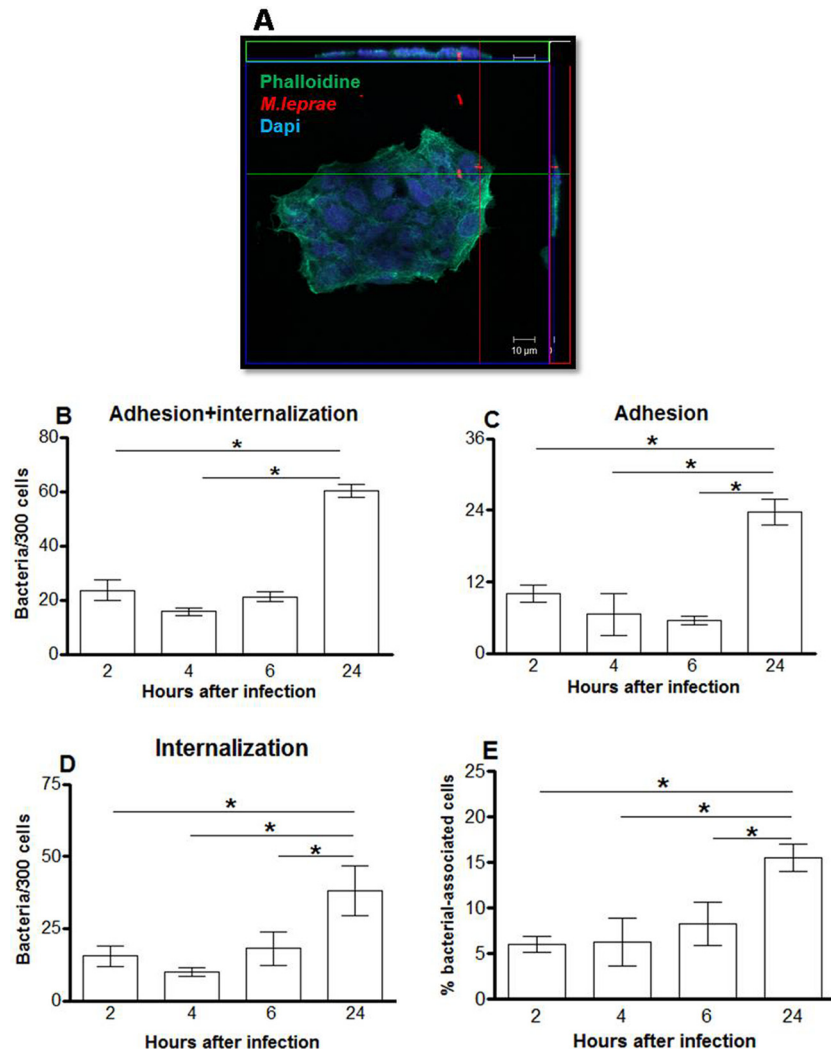 A
Phalloidine
M.leprae
Dapi
10 µm
B
Adhesion+internalization
Bacteria/300 cells
80
60
40
20
0
*
*
2 4 6 24
Hours after infection
C
Adhesion
36
24
12
0
*
*
*
2 4 6 24
Hours after infection
D
Internalization
Bacteria/300 cells
75
50
25
0
*
*
*
2 4 6 24
Hours after infection
E
% bacterial-associated cells
25
20
15
10
5
0
*
*
*
2 4 6 24
Hours after infection